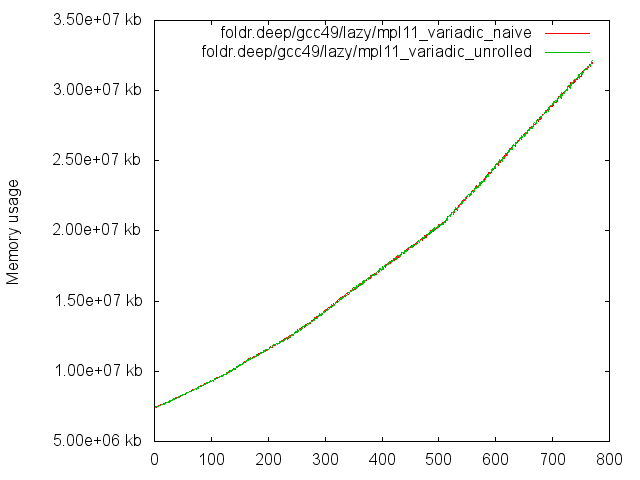 foldr.deep/gcc49/lazy/mpl11_variadic_naive
foldr.deep/gcc49/lazy/mpl11_variadic_unrolled
3.50e+07 kb
3.00e+07 kb
2.50e+07 kb
2.00e+07 kb
1.50e+07 kb
1.00e+07 kb
5.00e+06 kb
Memory usage
0 100 200 300 400 500 600 700 800